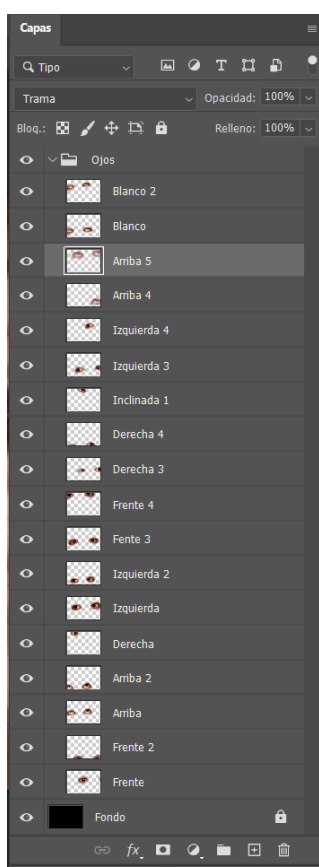 Capas
Tipo
Trama Opacidad: 100%
Bloq.: Relleno: 100%
Ojos
Blanco 2
Blanco
Arriba 5
Arriba 4
Izquierda 4
Izquierda 3
Inclinada 1
Derecha 4
Derecha 3
Frente 4
Fente 3
Izquierda 2
Izquierda
Derecha
Arriba 2
Arriba
Frente 2
Frente
Fondo
fx